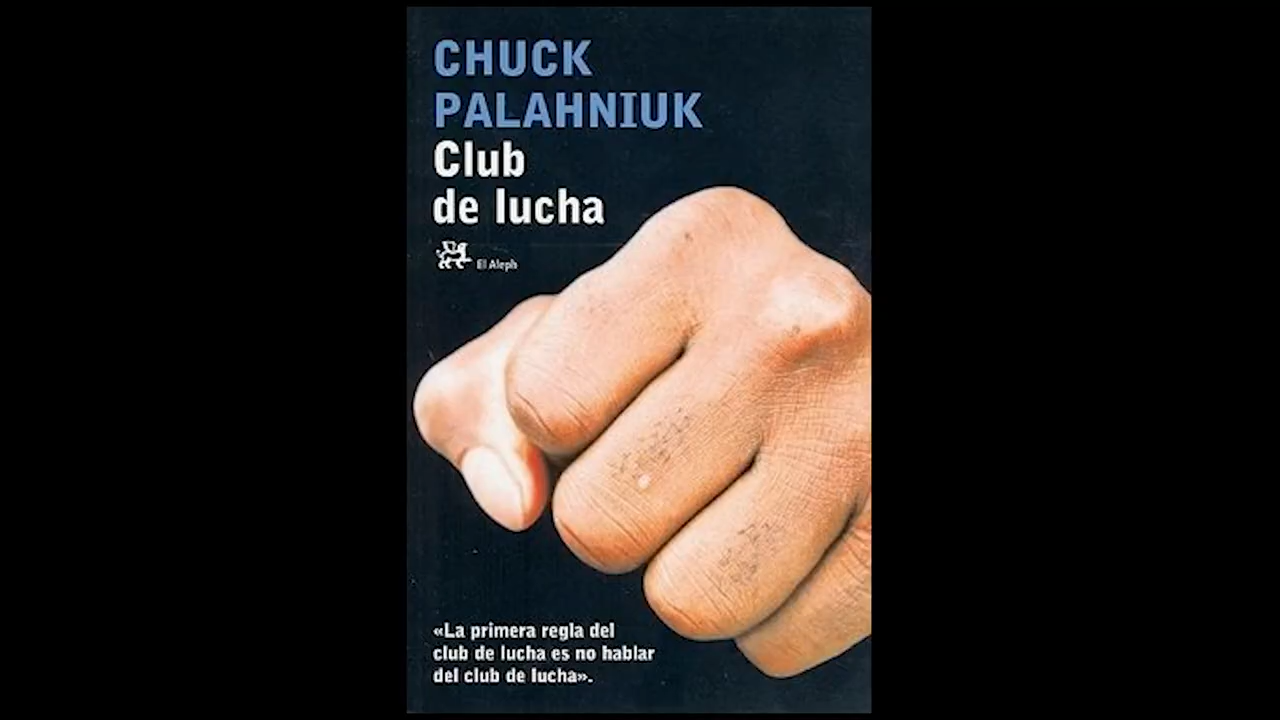 CHUCK
PALAHNIUK
Club
de lucha
El Aleph
«La primera regla del
club de lucha es no hablar
del club de lucha».